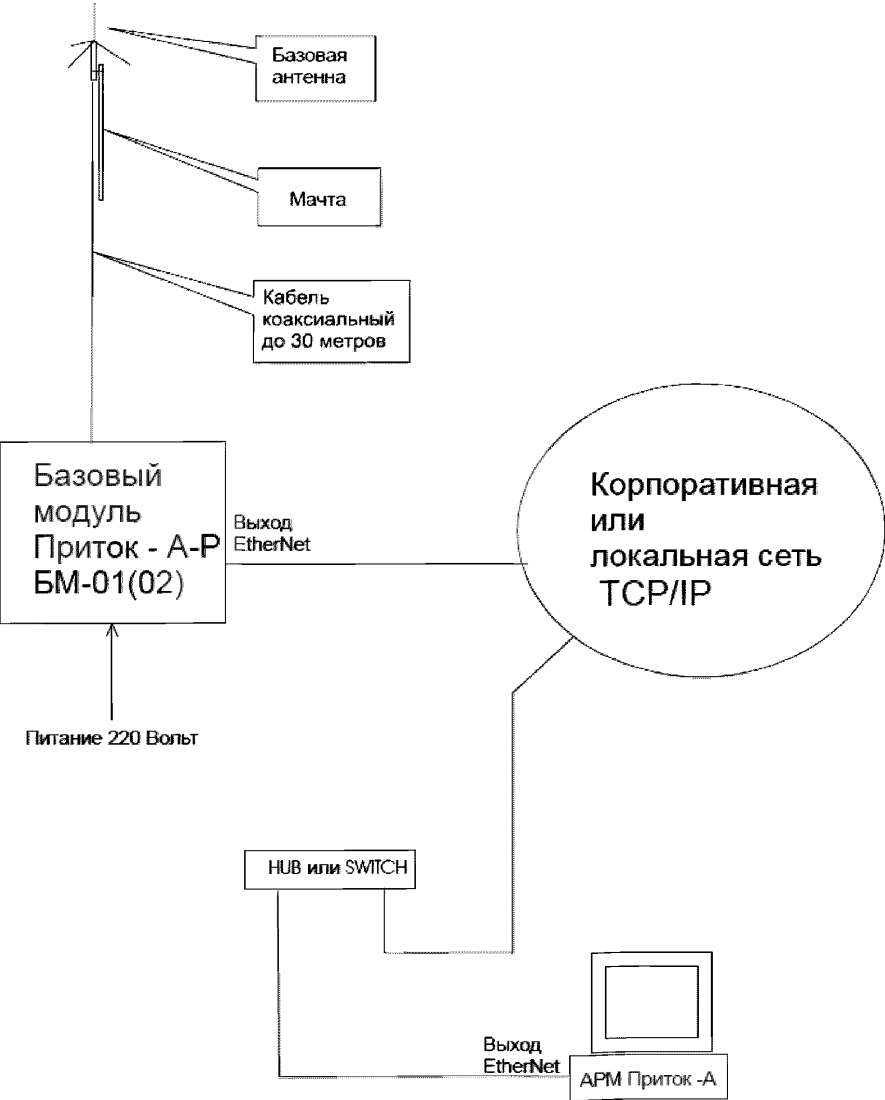 Базовая
антенна
Мачта
Кабель
коаксиальный
до 30 метров
Базовый
модуль
Приток - А-Р
БМ-01(02)
Выход
EtherNet
Корпоративная
или
локальная сеть
TCP/IP
Питание 220 Вольт
HUB или SWITCH
Выход
EtherNet
АРМ Приток -А